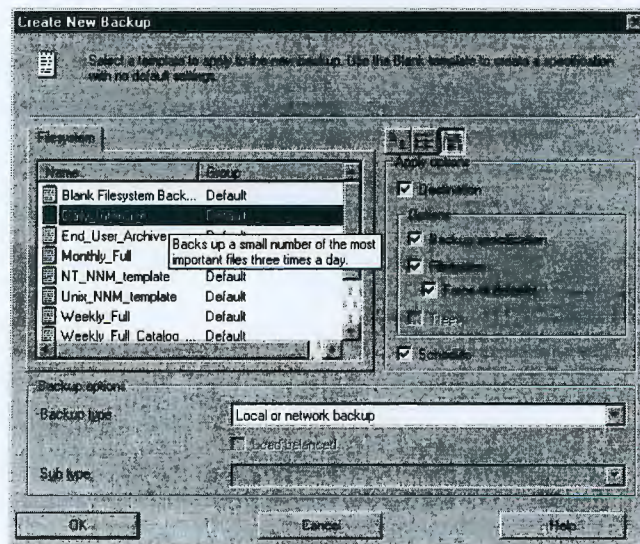 Create New Backup
Select a template to apply to the new backup. Use the Blank template to create a specification
with no default settings.
Filesystem
Name Group
Blank Filesystem Back... Default
Daily_Intensive Default
End_User_Archive
Backs up a small number of the most
important files three times a day.
Monthly_Full
NT_NNM_template Default
Unix_NNM_template Default
Weekly_Full Default
Weekly_Full_Catalog ... Default
Apply options
Destination
Options
Backup specification
Filesystem
Force to defaults
Trees
Schedule
Backup options
Backup type Local or network backup
Load balanced
Sub type
OK Cancel Help